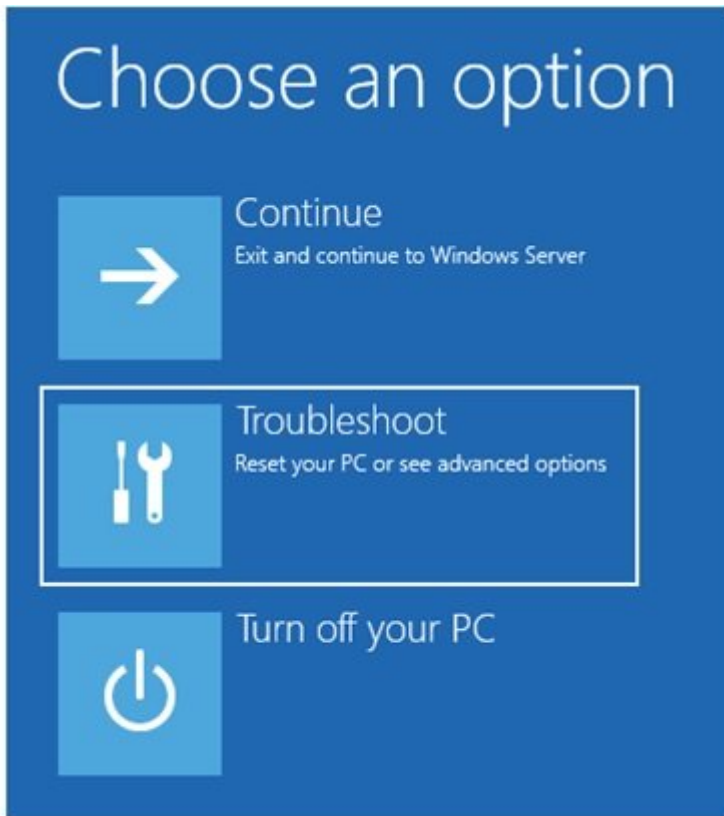 Choose an option
Continue
Exit and continue to Windows Server
Troubleshoot
Reset your PC or see advanced options
Turn off your PC